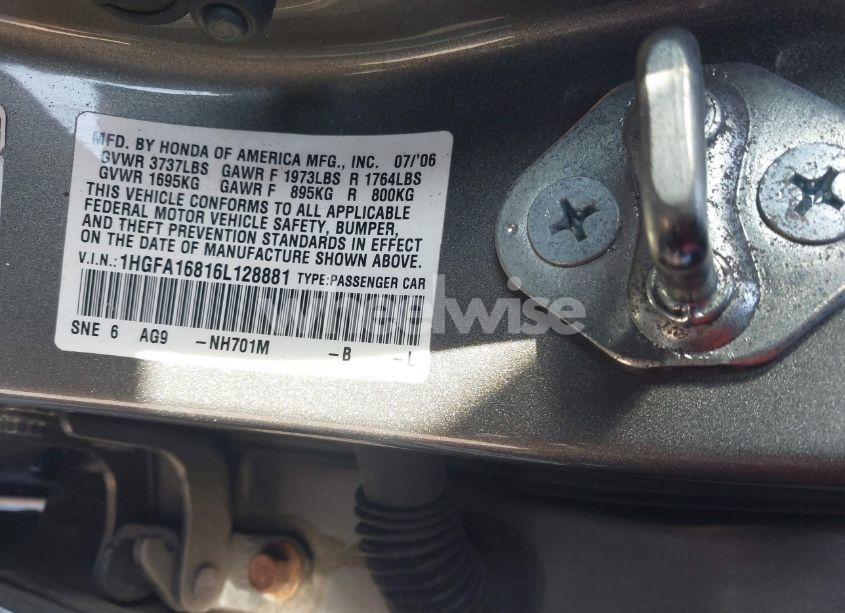 MFD. BY HONDA OF AMERICA MFG., INC. 07/'06
GVWR 3737LBS GAWR F 1973LBS R 1764LBS
GVWR 1695KG GAWR F 895KG R 800KG
THIS VEHICLE CONFORMS TO ALL APPLICABLE
FEDERAL MOTOR VEHICLE SAFETY, BUMPER,
AND THEFT PREVENTION STANDARDS IN EFFECT
ON THE DATE OF MANUFACTURE SHOWN ABOVE.
V.I.N.: 1HGFA16816L128881 TYPE:PASSENGER CAR
SNE 6 AG9 -NH701M -B -L
wheelwise